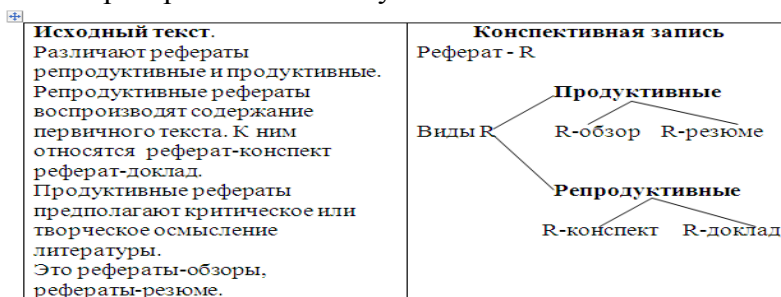 Исходный текст.
Различают рефераты
репродуктивные и продуктивные.
Репродуктивные рефераты
воспроизводят содержание
первичного текста. К ним
относятся реферат-конспект
реферат-доклад.
Продуктивные рефераты
предполагают критическое или
творческое осмысление
литературы.
Это рефераты-обзоры,
рефераты-резюме.
Конспективная запись
Реферат - R
Продуктивные
Виды R R-обзор R-резюме
Репродуктивные
R-конспект R-доклад